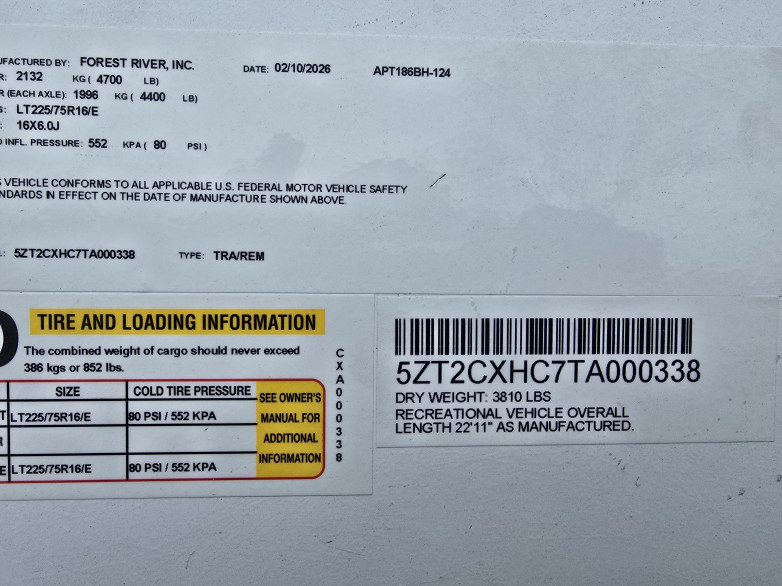 UFACTURED BY: FOREST RIVER, INC. DATE: 02/10/2026 APT186BH-124
R: 2132 KG ( 4700 LB)
R (EACH AXLE): 1996 KG ( 4400 LB)
S: LT225/75R16/E
: 16X6.0J
D INFL. PRESSURE: 552 KPA ( 80 PSI )
S VEHICLE CONFORMS TO ALL APPLICABLE U.S. FEDERAL MOTOR VEHICLE SAFETY
NDARDS IN EFFECT ON THE DATE OF MANUFACTURE SHOWN ABOVE.
.: 5ZT2CXHC7TA000338 TYPE: TRA/REM
TIRE AND LOADING INFORMATION
The combined weight of cargo should never exceed
386 kgs or 852 lbs.
SIZE COLD TIRE PRESSURE
T LT225/75R16/E 80 PSI / 552 KPA
R
E LT225/75R16/E 80 PSI / 552 KPA
SEE OWNER'S
MANUAL FOR
ADDITIONAL
INFORMATION
CXA000338
5ZT2CXHC7TA000338
DRY WEIGHT: 3810 LBS
RECREATIONAL VEHICLE OVERALL
LENGTH 22'11" AS MANUFACTURED.